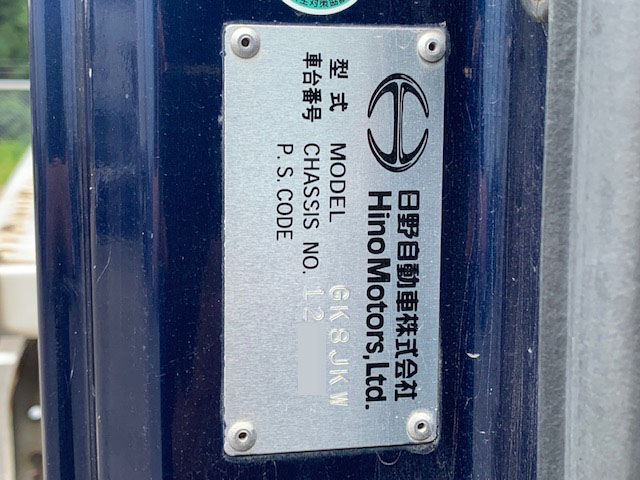 日野自動車株式会社
Hino Motors,Ltd.
型式 MODEL GK8JKW
車台番号 CHASSIS NO. 12
P.S.CODE